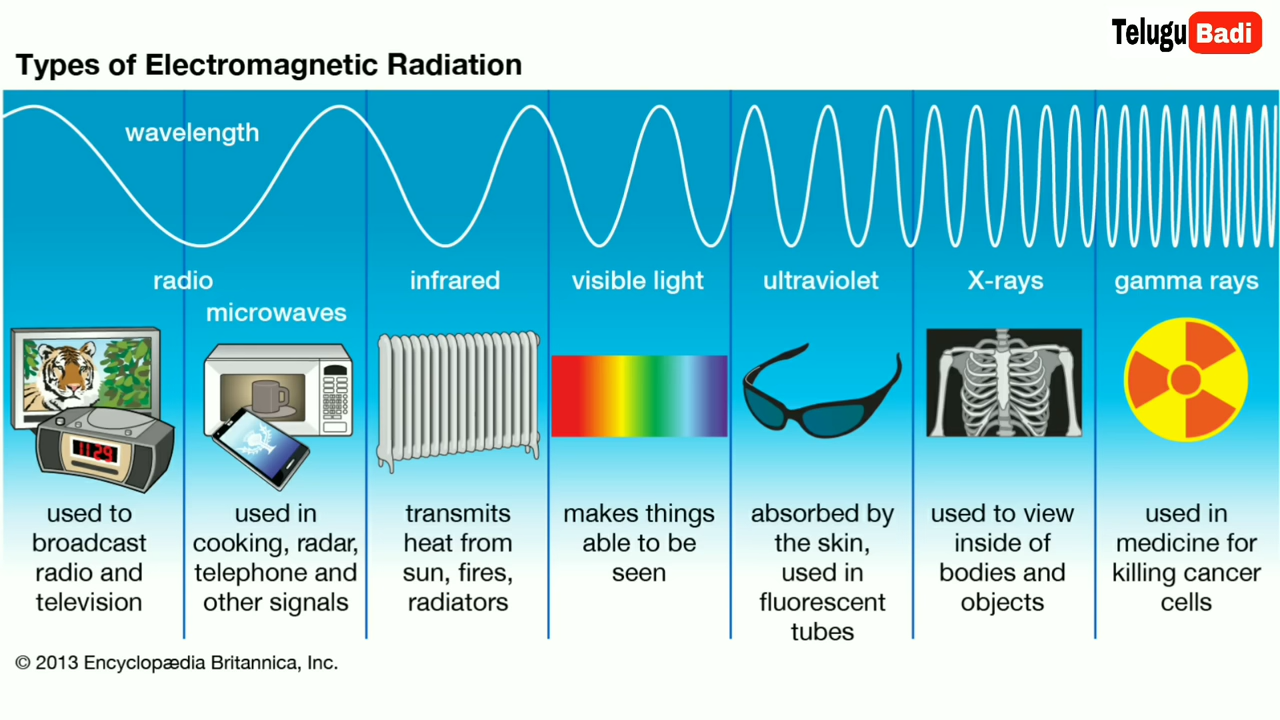 Telugu Badi
Types of Electromagnetic Radiation
wavelength
radio
microwaves
infrared
visible light
ultraviolet
X-rays
gamma rays
11:29
used to
broadcast
radio and
television
used in
cooking, radar,
telephone and
other signals
transmits
heat from
sun, fires,
radiators
makes things
able to be
seen
absorbed by
the skin,
used in
fluorescent
tubes
used to view
inside of
bodies and
objects
used in
medicine for
killing cancer
cells
© 2013 Encyclopædia Britannica, Inc.